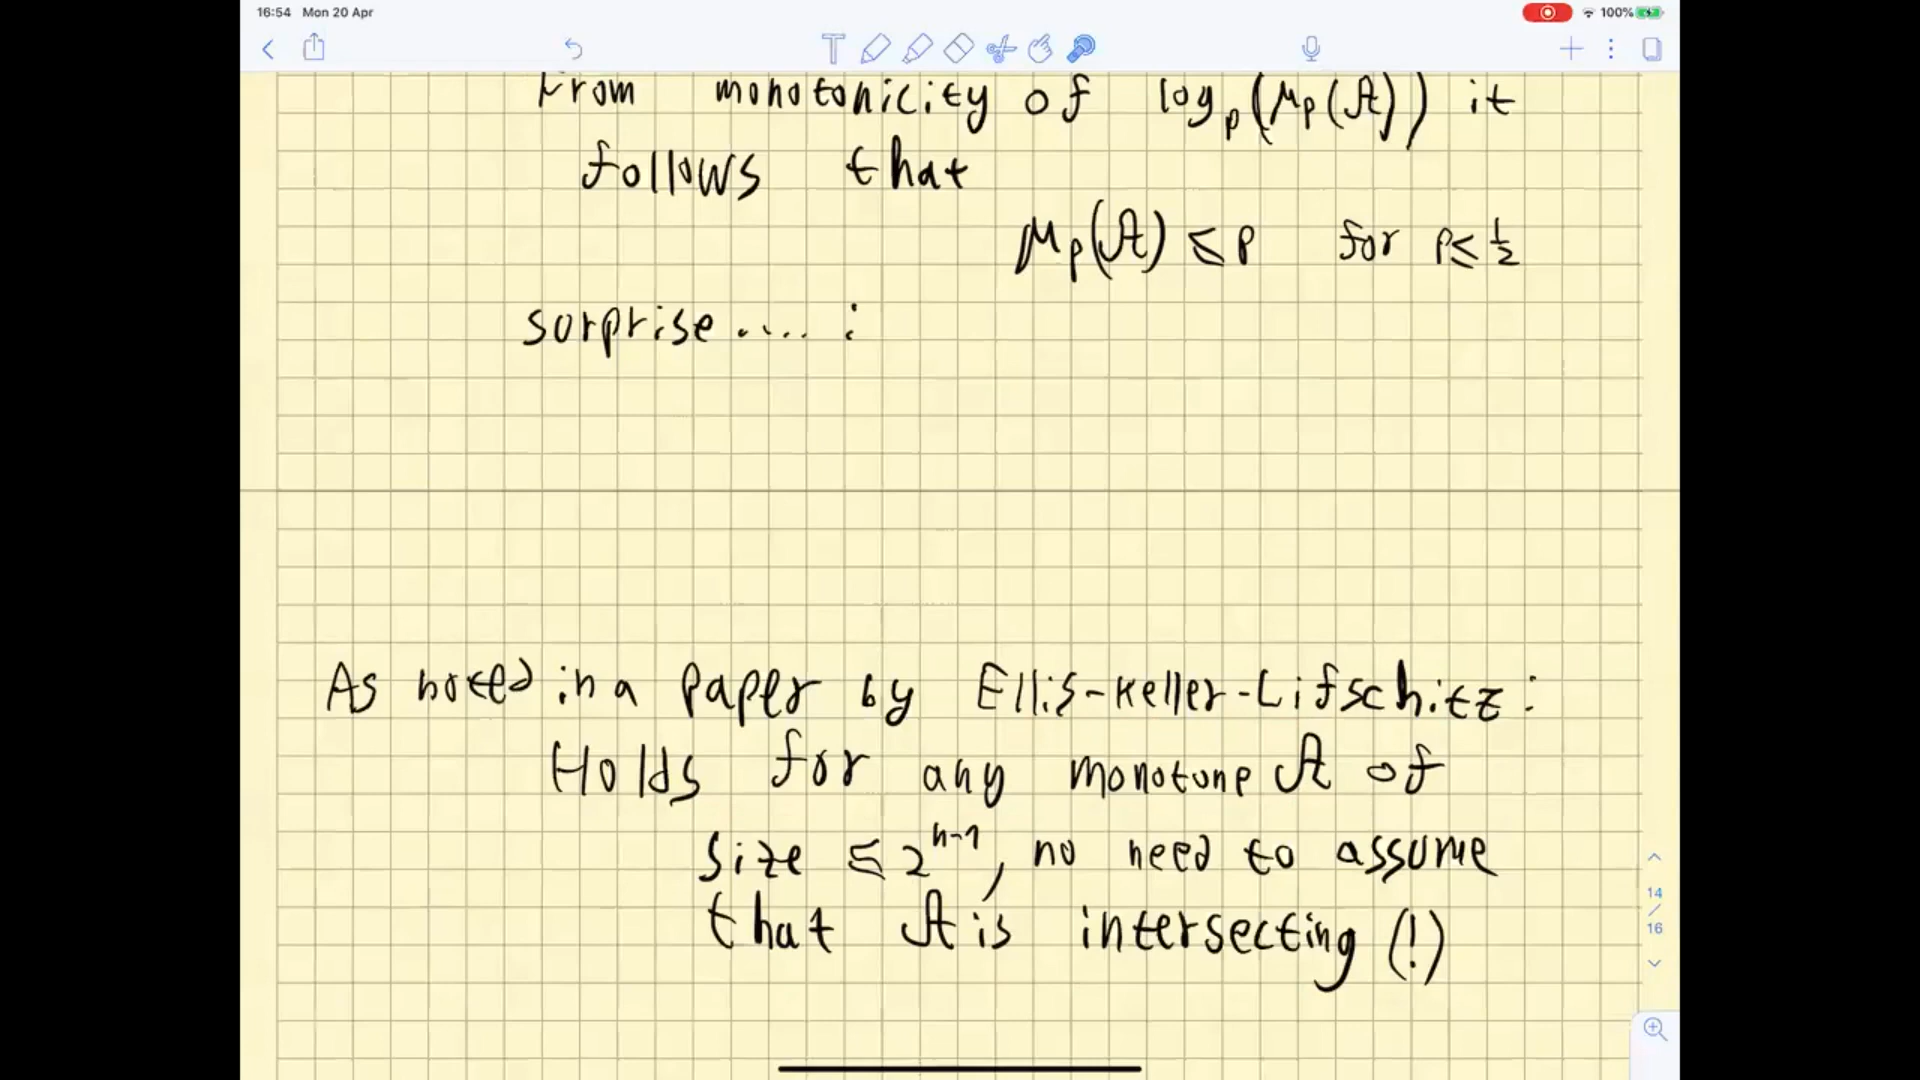 16:54 Mon 20 Apr
100%
From monotonicity of log_p(μ_p(A)) it
follows that
μ_p(A) ≤ p for p ≤ 1/2
surprise..... :
As noted in a paper by Ellis-Keller-Lifschitz:
Holds for any monotone A of
size ≤ 2^{n-1}, no need to assume
that A is intersecting (!)
14
/
16